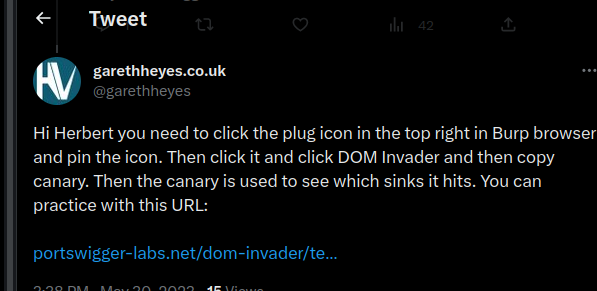 Tweet
42
garethheyes.co.uk
@garethheyes
Hi Herbert you need to click the plug icon in the top right in Burp browser
and pin the icon. Then click it and click DOM Invader and then copy
canary. Then the canary is used to see which sinks it hits. You can
practice with this URL:
portswigger-labs.net/dom-invader/te...
15 Views